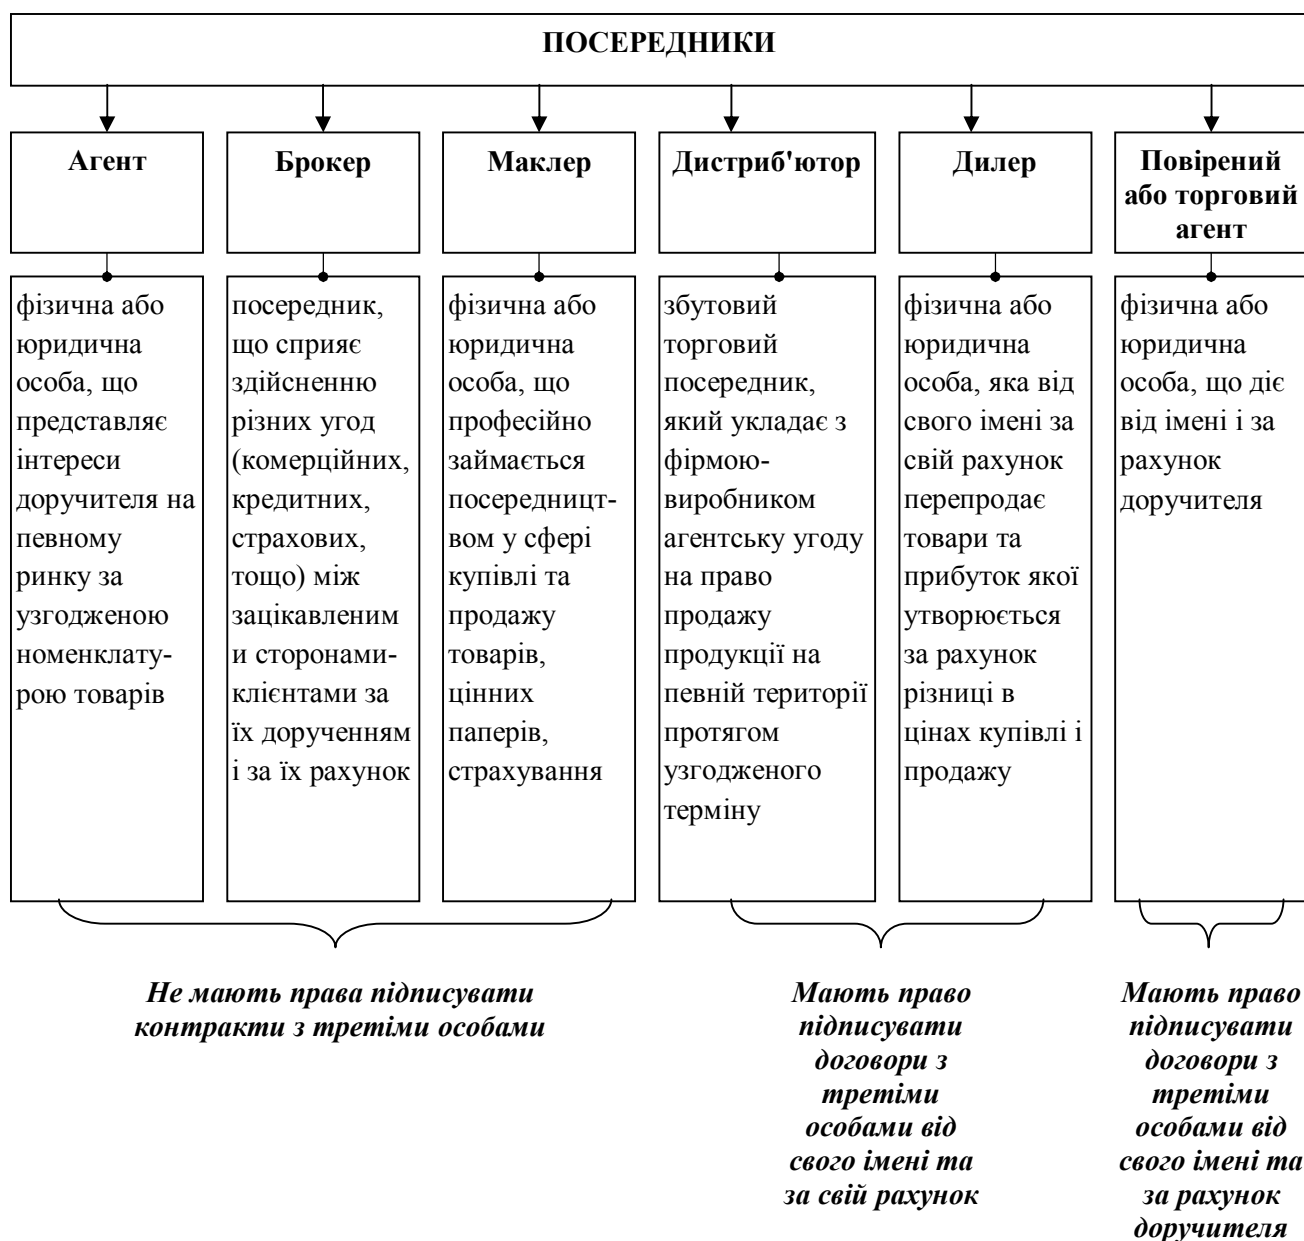 ПОСЕРЕДНИКИ
Агент
Брокер
Маклер
Дистриб'ютор
Дилер
Повірений
або торговий
агент
фізична або
юридична
особа, що
представляє
інтереси
доручителя на
певному
ринку за
узгодженою
номенклату-
рою товарів
посередник,
що сприяє
здійсненню
різних угод
(комерційних,
кредитних,
страхових,
тощо) між
зацікавленим
и сторонами-
клієнтами за
їх дорученням
і за їх рахунок
фізична або
юридична
особа, що
професійно
займається
посередницт-
вом у сфері
купівлі та
продажу
товарів,
цінних
паперів,
страхування
збутовий
торговий
посередник,
який укладає з
фірмою-
виробником
агентську угоду
на право
продажу
продукції на
певній території
протягом
узгодженого
терміну
фізична або
юридична
особа, яка від
свого імені за
свій рахунок
перепродає
товари та
прибуток якої
утворюється
за рахунок
різниці в
цінах купівлі і
продажу
фізична або
юридична
особа, що діє
від імені і за
рахунок
доручителя
Не мають права підписувати
контракти з третіми особами
Мають право
підписувати
договори з
третіми
особами від
свого імені та
за свій рахунок
Мають право
підписувати
договори з
третіми
особами від
свого імені та
за рахунок
доручителя